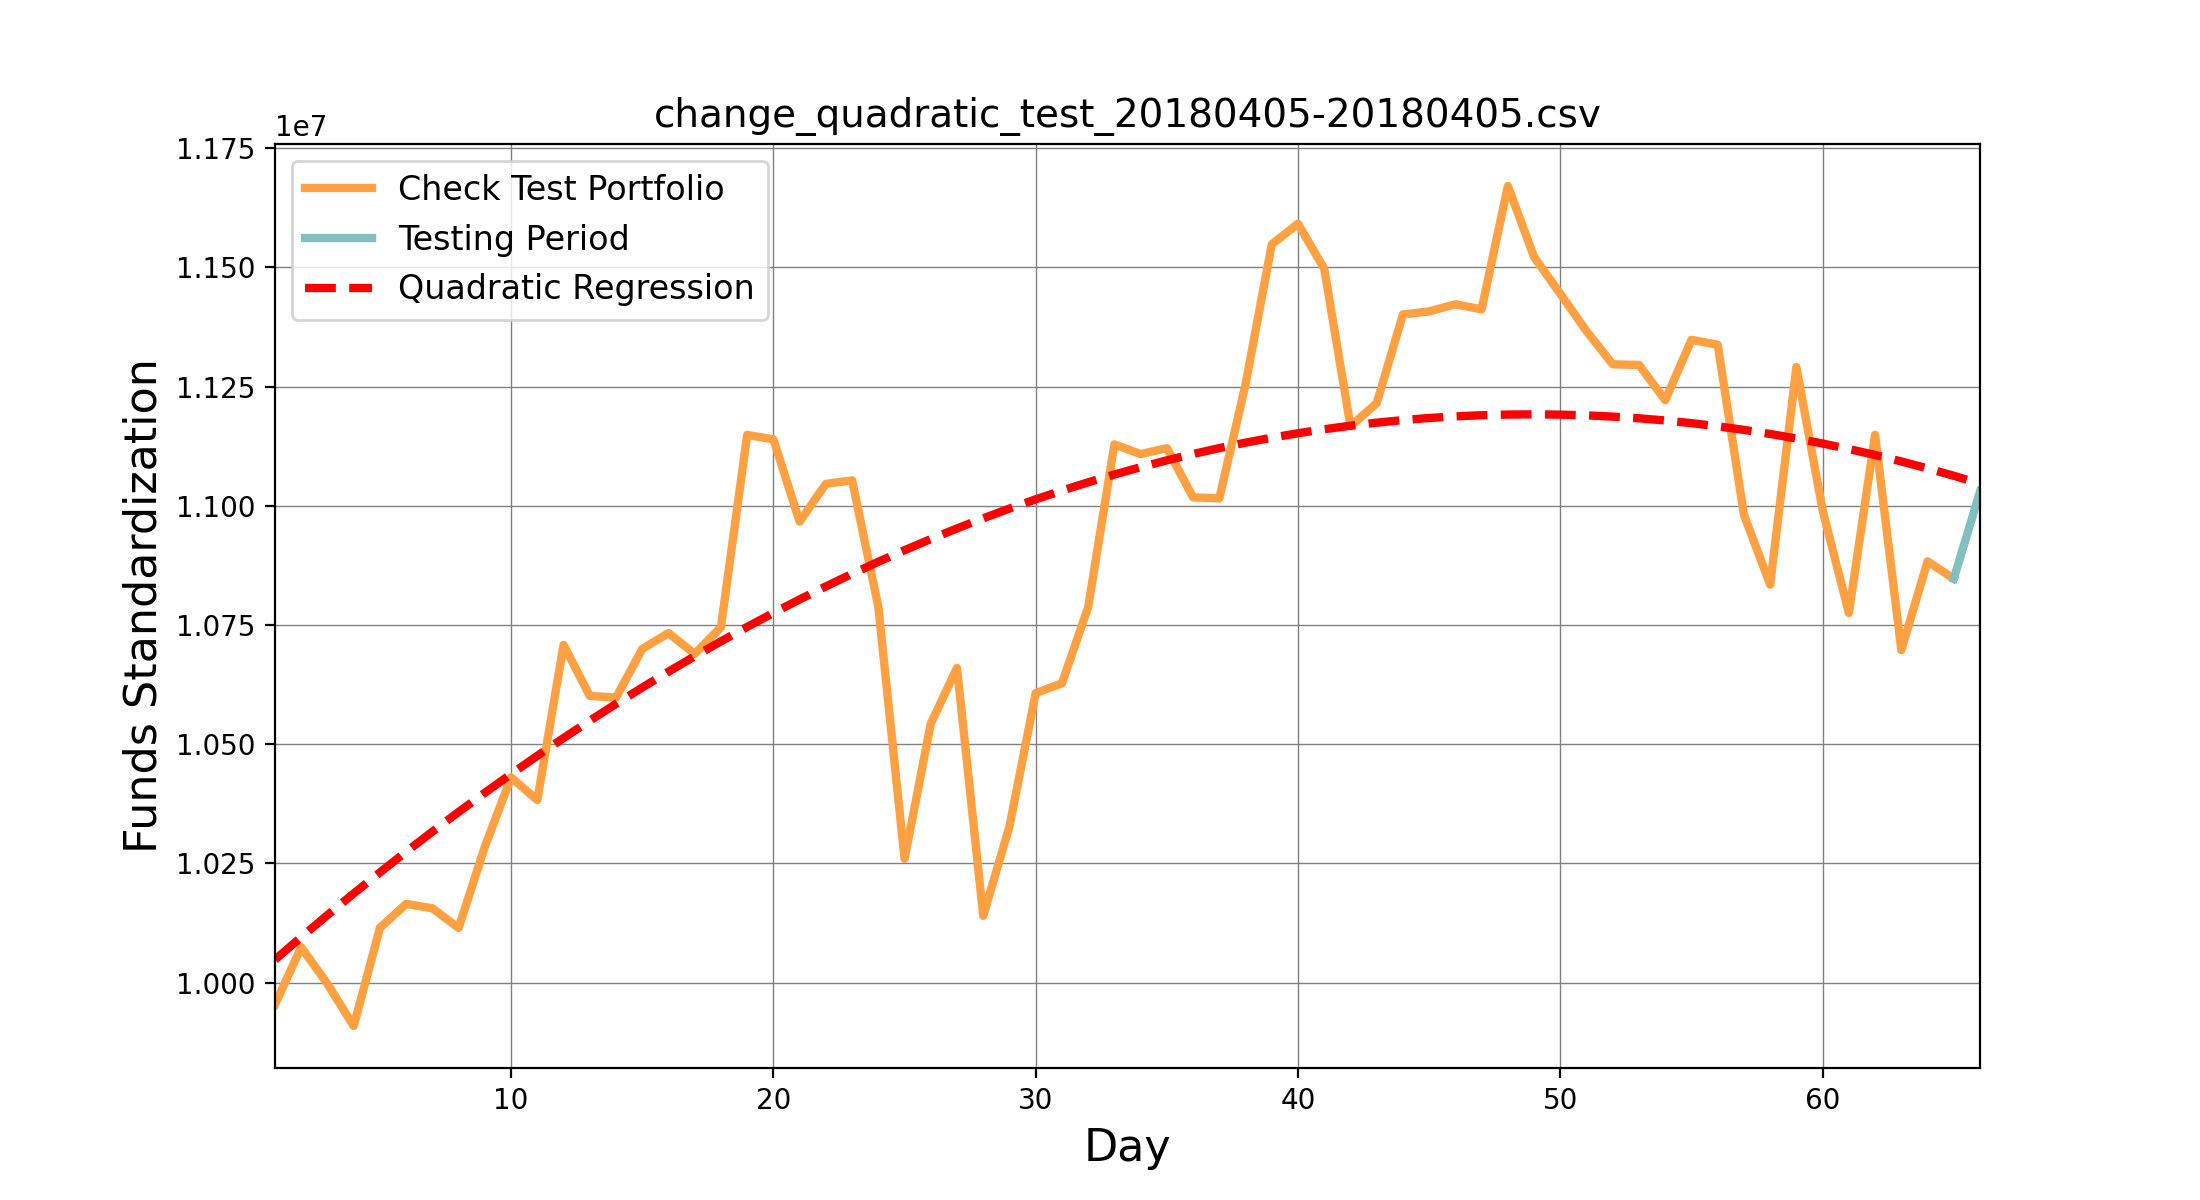 change_quadratic_test_20180405-20180405.csv
1e7
1.175
1.150
1.125
1.100
1.075
1.050
1.025
1.000
Funds Standardization
Check Test Portfolio
Testing Period
Quadratic Regression
10 20 30 40 50 60
Day